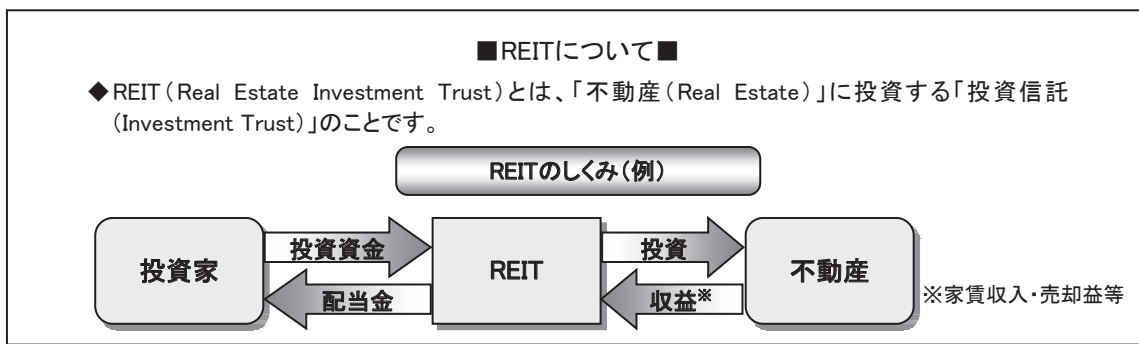 ■REITについて■
◆REIT(Real Estate Investment Trust)とは、「不動産(Real Estate)」に投資する「投資信託
(Investment Trust)」のことです。
REITのしくみ(例)
投資家
投資資金
配当金
REIT
投資
収益※
不動産
※家賃収入・売却益等